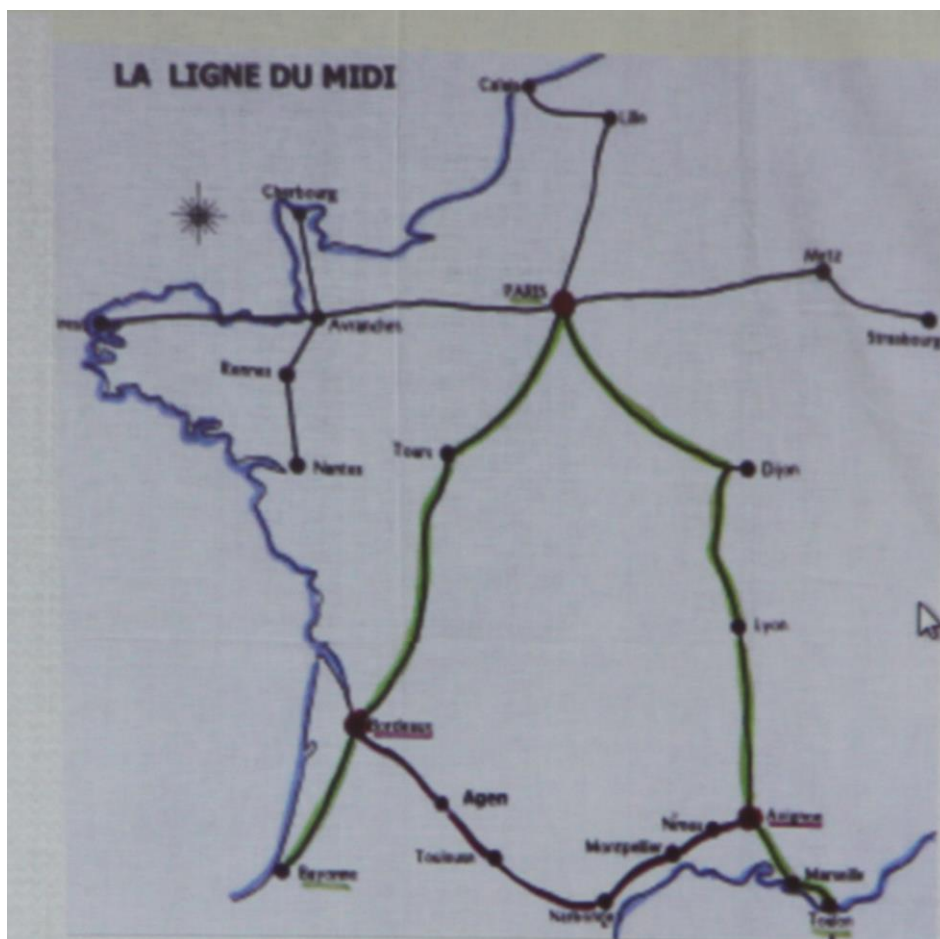 LA LIGNE DU MIDI
Calais
Lille
Cherbourg
Metz
PARIS
Avranches
Strasbourg
Rennes
Tours
Nantes
Dijon
Lyon
Bordeaux
Agen
Avignon
Nîmes
Montpellier
Toulouse
Bayonne
Marseille
Narbonne
Toulon